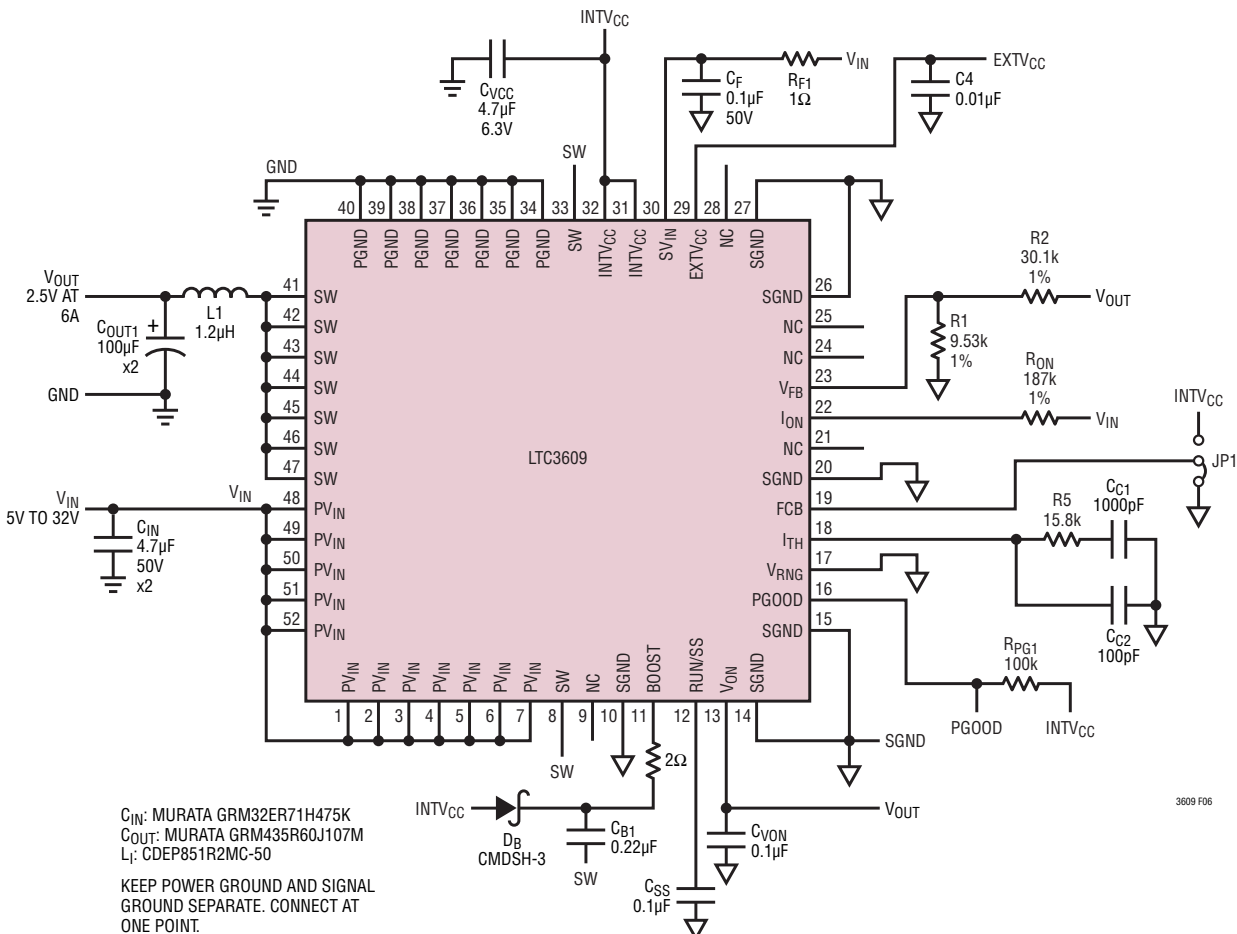 INTVCC
CVCC
4.7µF
6.3V
CF
0.1µF
50V
RF1
1Ω
VIN
EXTVCC
C4
0.01µF
GND
SW
40 39 38 37 36 35 34 33 32 31 30 29 28 27
PGND PGND PGND PGND PGND PGND PGND SW INTVCC INTVCC SVIN EXTVCC NC SGND
VOUT
2.5V AT
6A
COUT1
100µF
x2
+
L1
1.2µH
GND
VIN
5V TO 32V
CIN
4.7µF
50V
x2
VIN
41 SW
42 SW
43 SW
44 SW
45 SW
46 SW
47 SW
48 PVIN
49 PVIN
50 PVIN
51 PVIN
52 PVIN
LTC3609
SGND 26
NC 25
NC 24
VFB 23
ION 22
NC 21
SGND 20
FCB 19
ITH 18
VRNG 17
PGOOD 16
SGND 15
R2
30.1k
1%
VOUT
R1
9.53k
1%
RON
187k
1%
VIN
INTVCC
JP1
R5
15.8k
CC1
1000pF
CC2
100pF
RPG1
100k
PGOOD
INTVCC
PVIN PVIN PVIN PVIN PVIN PVIN PVIN SW NC SGND BOOST RUN/SS VON SGND
1 2 3 4 5 6 7 8 9 10 11 12 13 14
SGND
SW
2Ω
INTVCC
DB
CMDSH-3
CB1
0.22µF
SW
CSS
0.1µF
CVON
0.1µF
VOUT
3609 F06
CIN: MURATA GRM32ER71H475K
COUT: MURATA GRM435R60J107M
LI: CDEP851R2MC-50
KEEP POWER GROUND AND SIGNAL
GROUND SEPARATE. CONNECT AT
ONE POINT.